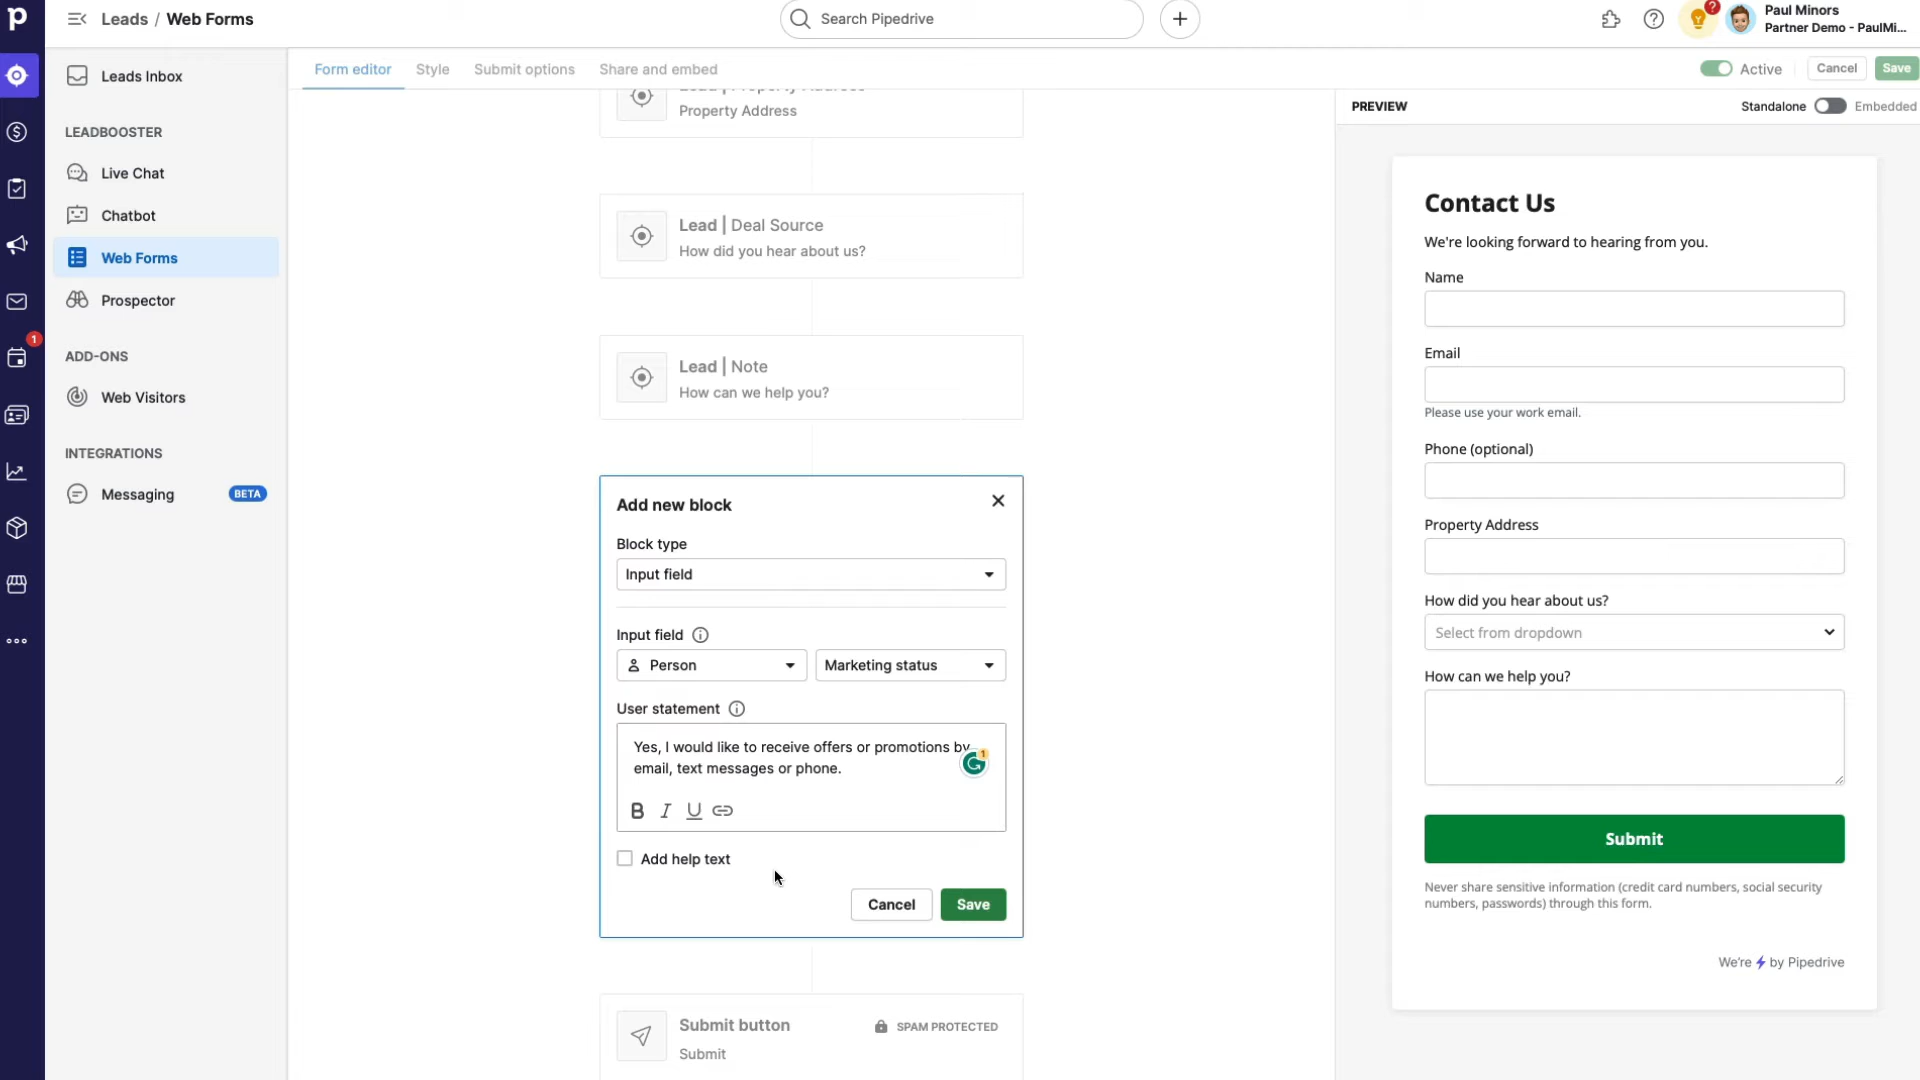 Leads / Web Forms
Search Pipedrive
?
Paul Minors
Partner Demo - PaulMi...
Leads Inbox
LEADBOOSTER
Live Chat
Chatbot
Web Forms
Prospector
1
ADD-ONS
Web Visitors
INTEGRATIONS
Messaging BETA
Form editor Style Submit options Share and embed
Active Cancel Save
Lead | Property Address
Property Address
Lead | Deal Source
How did you hear about us?
Lead | Note
How can we help you?
Add new block
Block type
Input field
Input field
Person Marketing status
User statement
Yes, I would like to receive offers or promotions by
email, text messages or phone.
1
B I U
Add help text
Cancel Save
Submit button SPAM PROTECTED
Submit
PREVIEW Standalone Embedded
Contact Us
We're looking forward to hearing from you.
Name
Email
Please use your work email.
Phone (optional)
Property Address
How did you hear about us?
Select from dropdown
How can we help you?
Submit
Never share sensitive information (credit card numbers, social security
numbers, passwords) through this form.
We're by Pipedrive